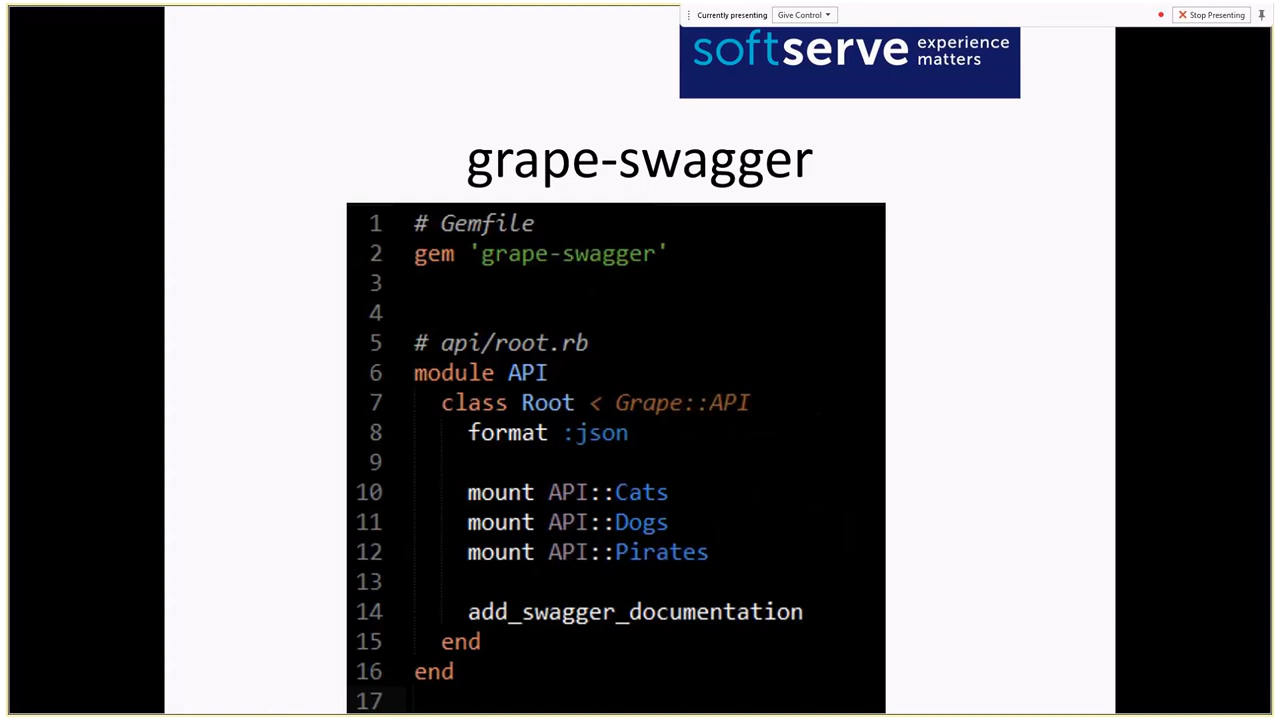 Currently presenting Give Control Stop Presenting
softserve experience matters
grape-swagger
1 # Gemfile
2 gem 'grape-swagger'
3
4
5 # api/root.rb
6 module API
7 class Root < Grape::API
8 format :json
9
10 mount API::Cats
11 mount API::Dogs
12 mount API::Pirates
13
14 add_swagger_documentation
15 end
16 end
17